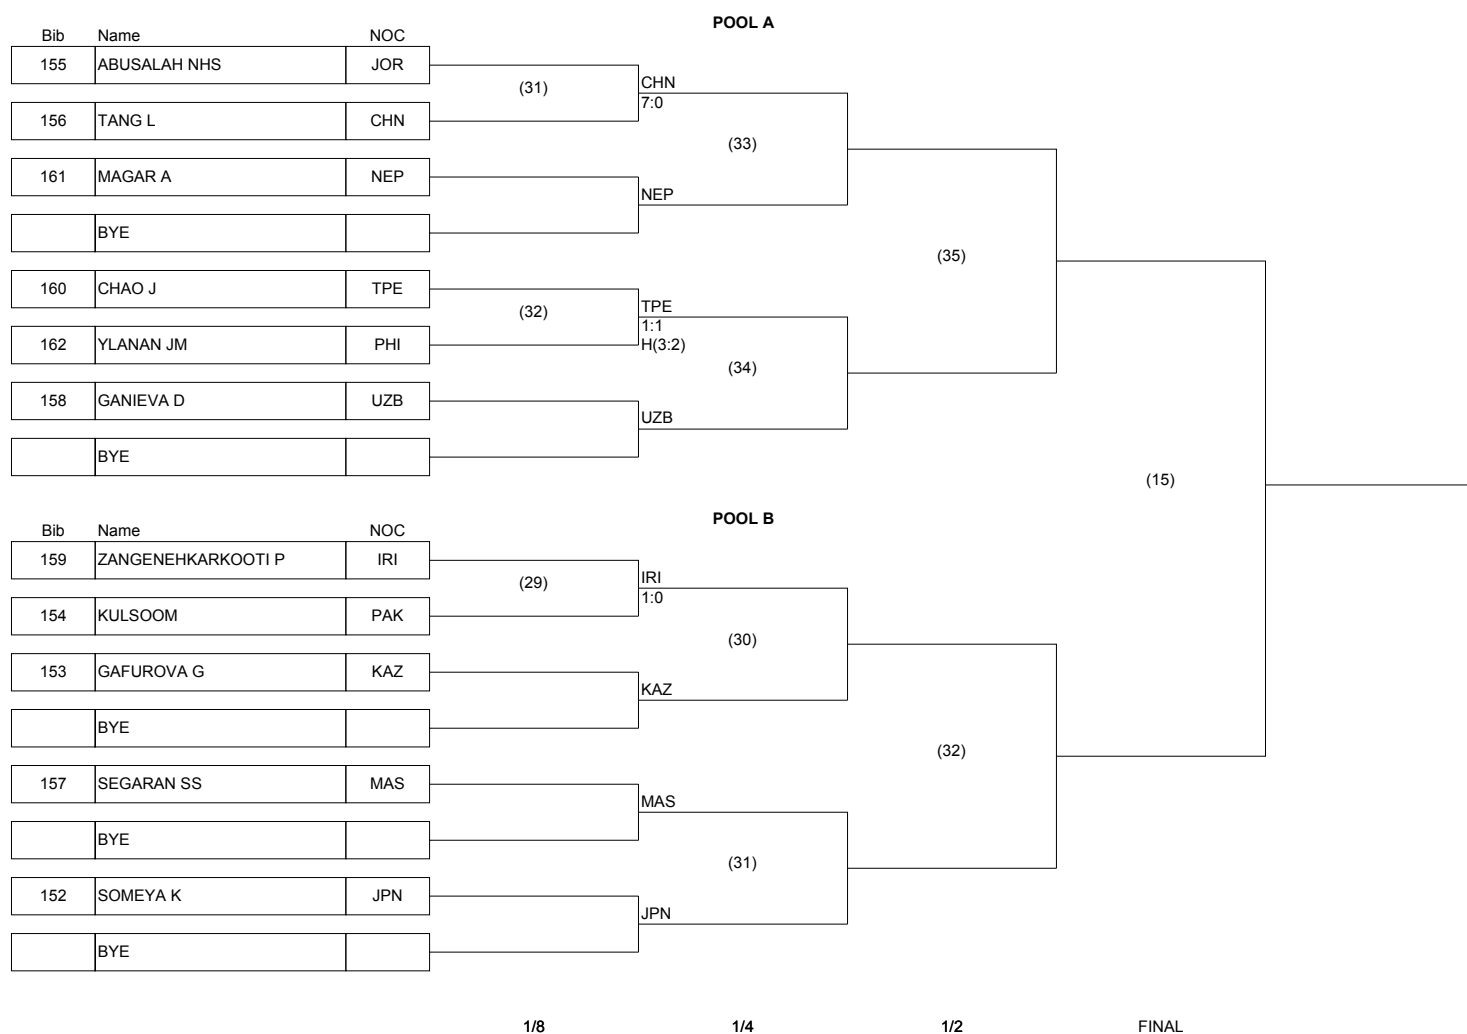 POOL A
Bib Name NOC
155 ABUSALAH NHS JOR
(31)
CHN
7:0
156 TANG L CHN
(33)
161 MAGAR A NEP
NEP
BYE
(35)
160 CHAO J TPE
(32)
TPE
1:1
H(3:2)
162 YLANAN JM PHI
(34)
158 GANIEVA D UZB
UZB
BYE
(15)
POOL B
Bib Name NOC
159 ZANGENEHKARKOOTI P IRI
(29)
IRI
1:0
154 KULSOOM PAK
(30)
153 GAFUROVA G KAZ
KAZ
BYE
(32)
157 SEGARAN SS MAS
MAS
BYE
(31)
152 SOMEYA K JPN
JPN
BYE
1/8 1/4 1/2 FINAL